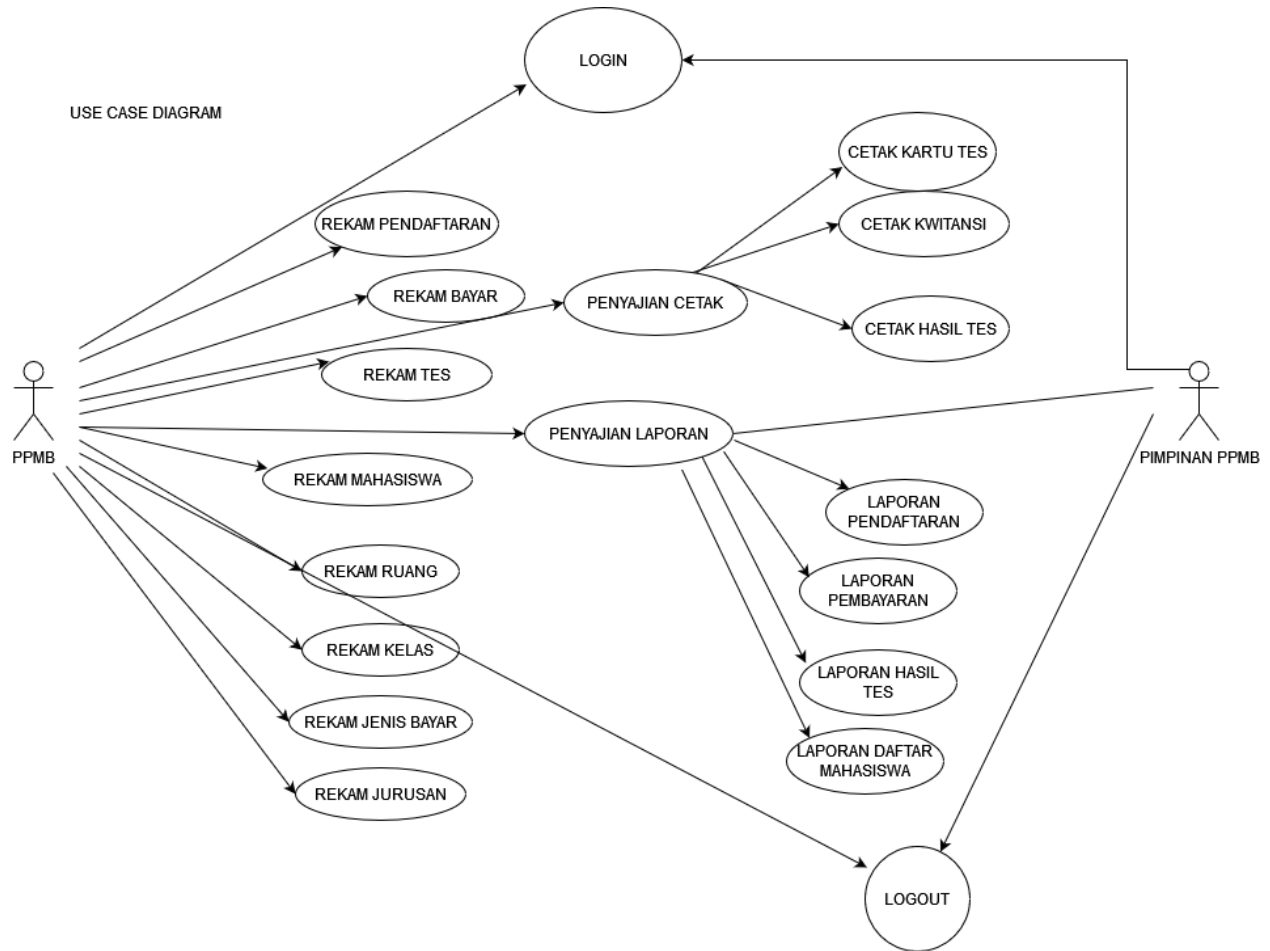 LOGIN
USE CASE DIAGRAM
CETAK KARTU TES
REKAM PENDAFTARAN
CETAK KWITANSI
REKAM BAYAR
PENYAJIAN CETAK
CETAK HASIL TES
REKAM TES
PPMB
PENYAJIAN LAPORAN
PIMPINAN PPMB
REKAM MAHASISWA
LAPORAN
PENDAFTARAN
REKAM RUANG
LAPORAN
PEMBAYARAN
REKAM KELAS
LAPORAN HASIL
TES
REKAM JENIS BAYAR
LAPORAN DAFTAR
MAHASISWA
REKAM JURUSAN
LOGOUT